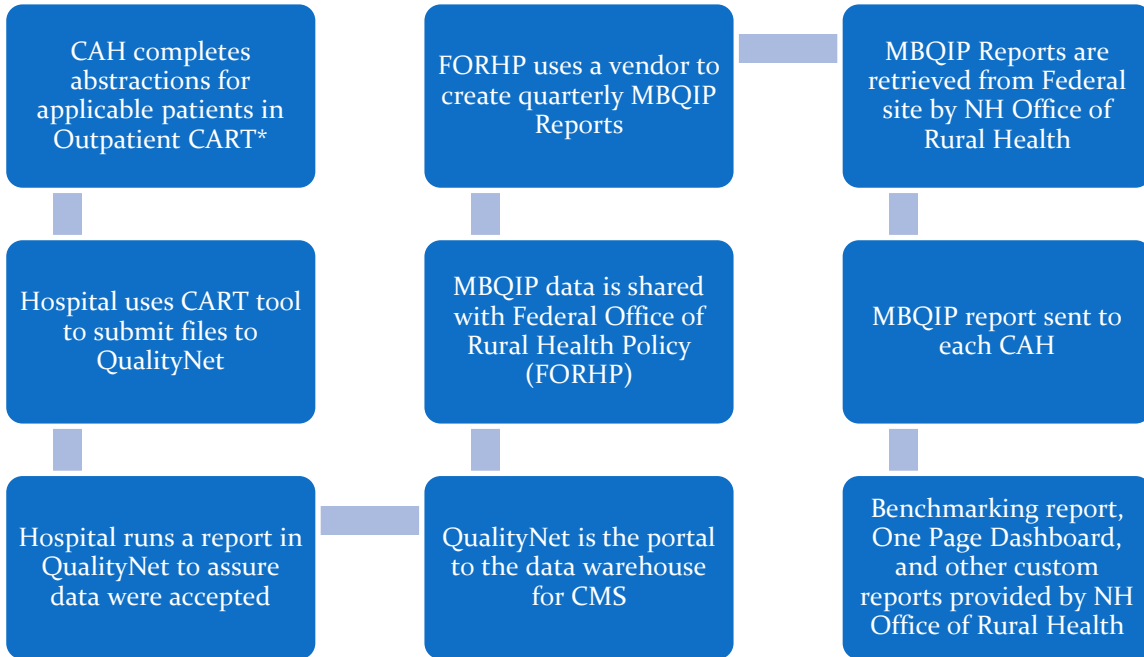 CAH completes
abstractions for
applicable patients in
Outpatient CART*
Hospital uses CART tool
to submit files to
QualityNet
Hospital runs a report in
QualityNet to assure
data were accepted
QualityNet is the portal
to the data warehouse
for CMS
MBQIP data is shared
with Federal Office of
Rural Health Policy
(FORHP)
FORHP uses a vendor to
create quarterly MBQIP
Reports
MBQIP Reports are
retrieved from Federal
site by NH Office of
Rural Health
MBQIP report sent to
each CAH
Benchmarking report,
One Page Dashboard,
and other custom
reports provided by NH
Office of Rural Health